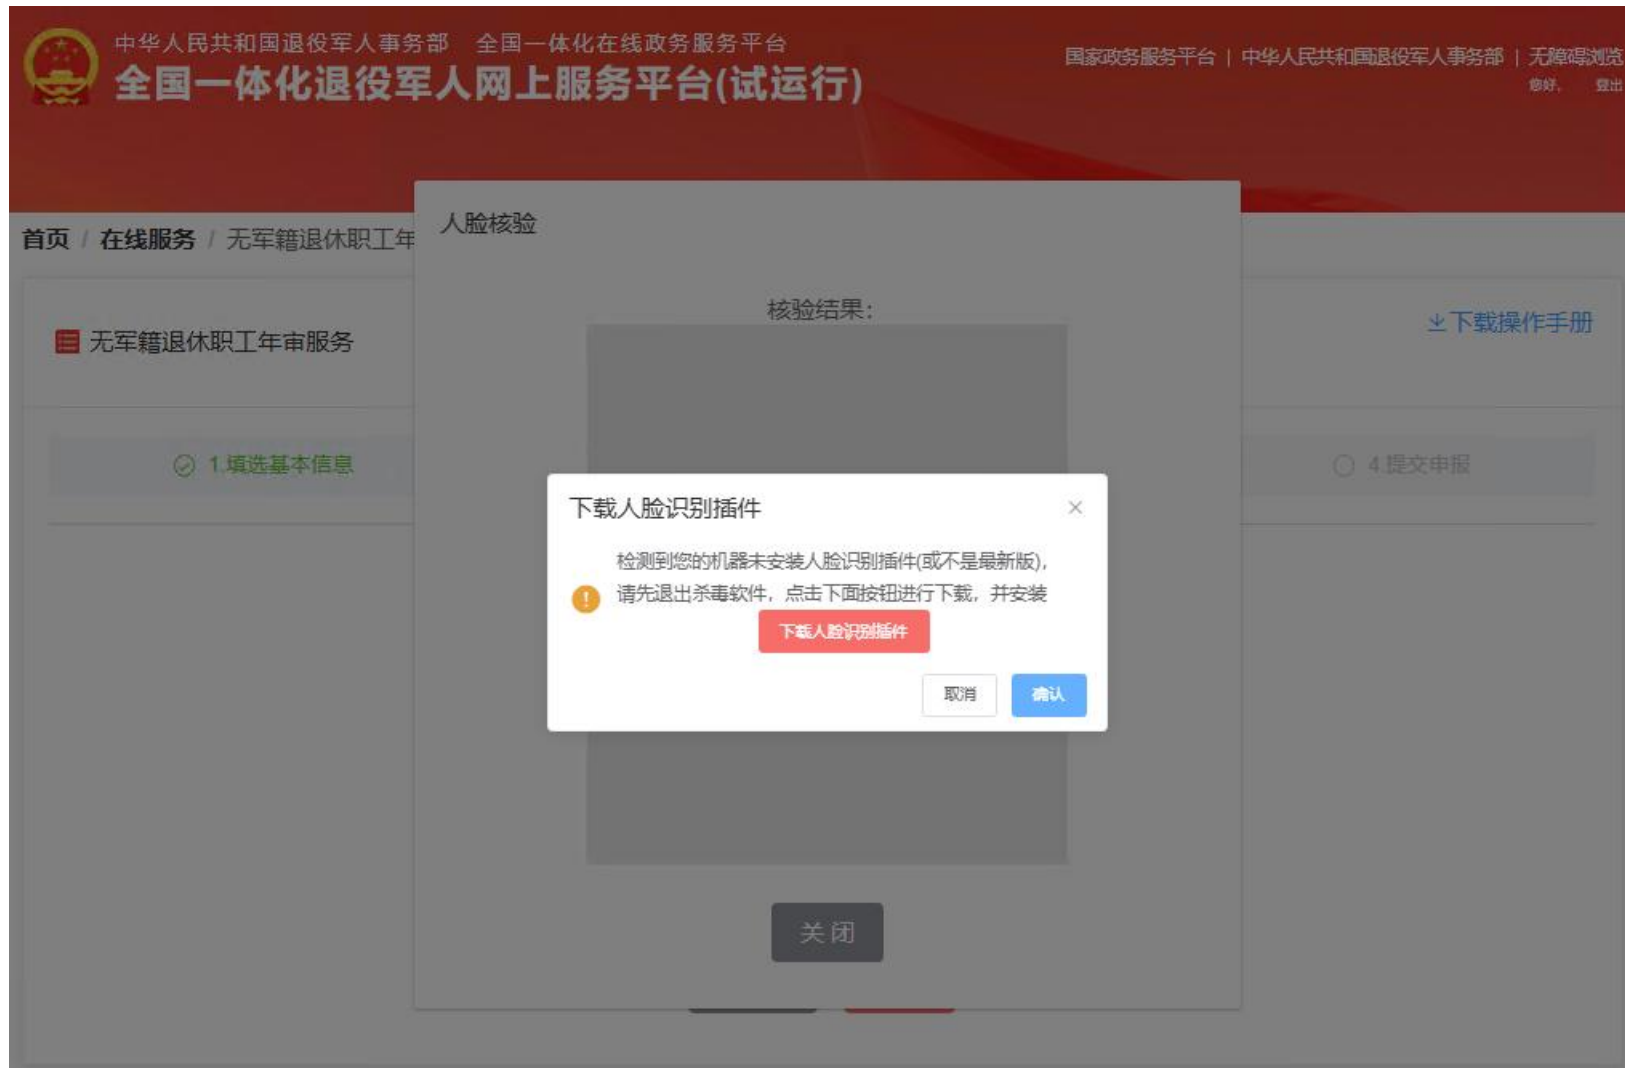 中华人民共和国退役军人事务部 全国一体化在线政务服务平台
全国一体化退役军人网上服务平台(试运行)
国家政务服务平台 | 中华人民共和国退役军人事务部 | 无障碍浏览
您好, 登出
首页 / 在线服务 / 无军籍退休职工年
人脸核验
核验结果:
无军籍退休职工年审服务
下载操作手册
1.填选基本信息
4.提交申报
下载人脸识别插件
检测到您的机器未安装人脸识别插件(或不是最新版),
请先退出杀毒软件,点击下面按钮进行下载,并安装
下载人脸识别插件
取消
确认
关闭